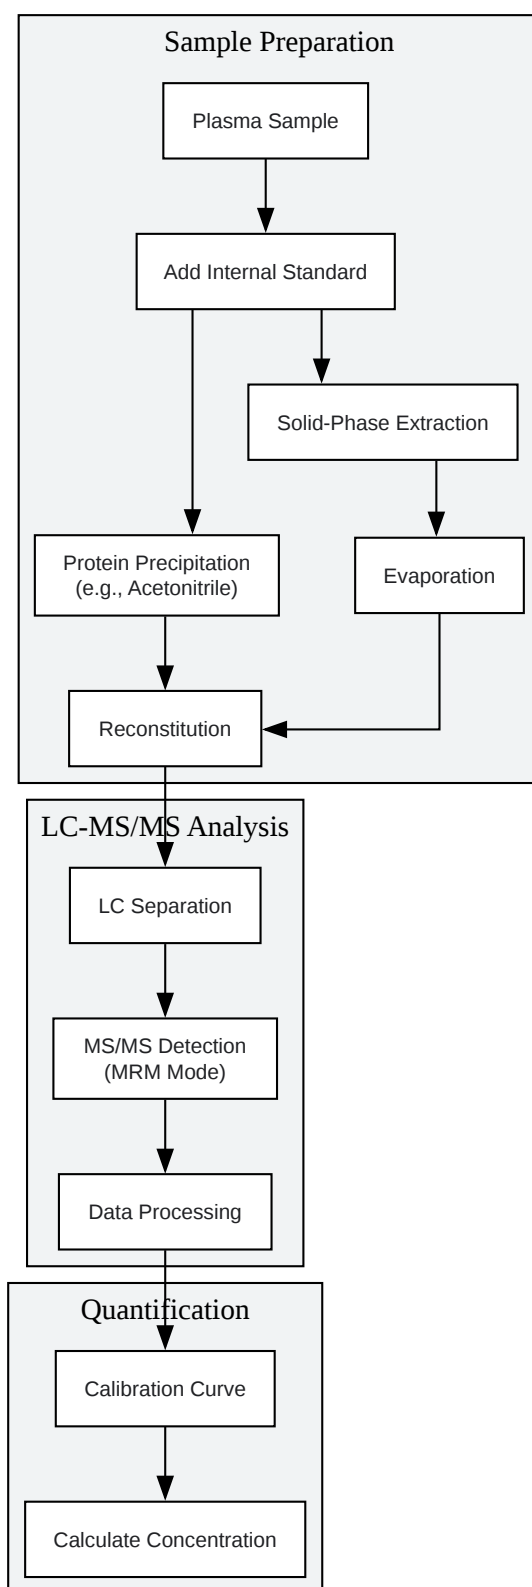 Sample Preparation
Plasma Sample
Add Internal Standard
Solid-Phase Extraction
Protein Precipitation
(e.g., Acetonitrile)
Evaporation
Reconstitution
LC-MS/MS Analysis
LC Separation
MS/MS Detection
(MRM Mode)
Data Processing
Quantification
Calibration Curve
Calculate Concentration